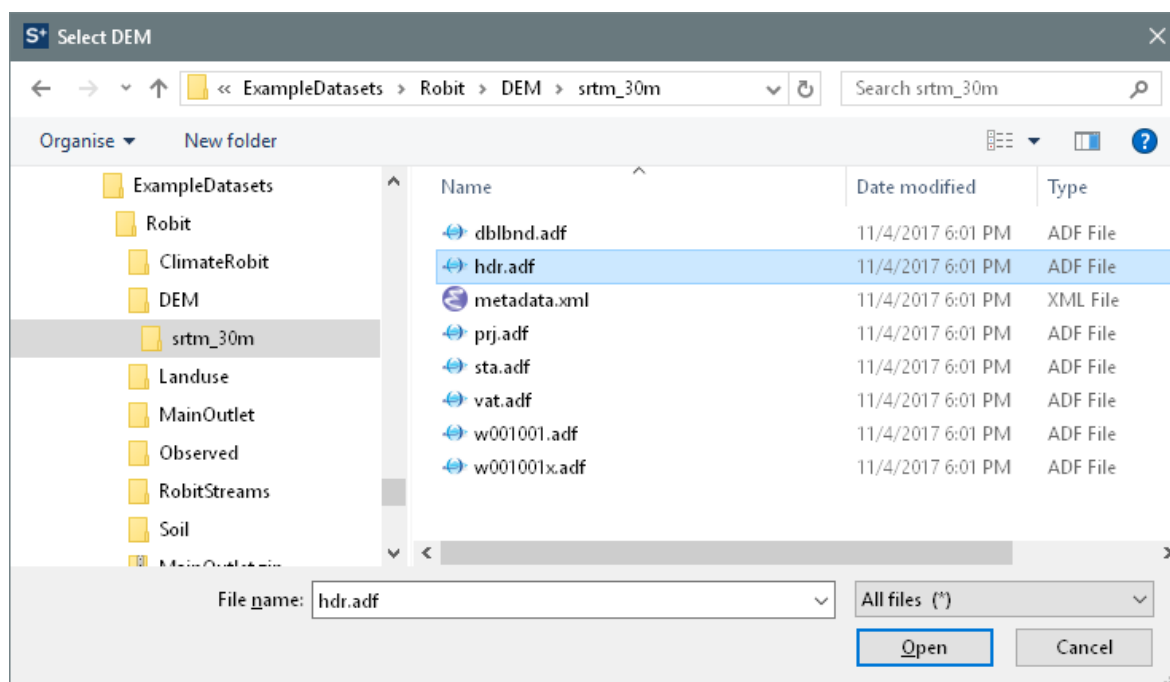 S+ Select DEM
« ExampleDatasets › Robit › DEM › srtm_30m
Search srtm_30m
Organise
New folder
?
ExampleDatasets
Robit
ClimateRobit
DEM
srtm_30m
Landuse
MainOutlet
Observed
RobitStreams
Soil
Name Date modified Type
dblbnd.adf 11/4/2017 6:01 PM ADF File
hdr.adf 11/4/2017 6:01 PM ADF File
metadata.xml 11/4/2017 6:01 PM XML File
prj.adf 11/4/2017 6:01 PM ADF File
sta.adf 11/4/2017 6:01 PM ADF File
vat.adf 11/4/2017 6:01 PM ADF File
w001001.adf 11/4/2017 6:01 PM ADF File
w001001x.adf 11/4/2017 6:01 PM ADF File
File name: hdr.adf
All files (*)
Open Cancel